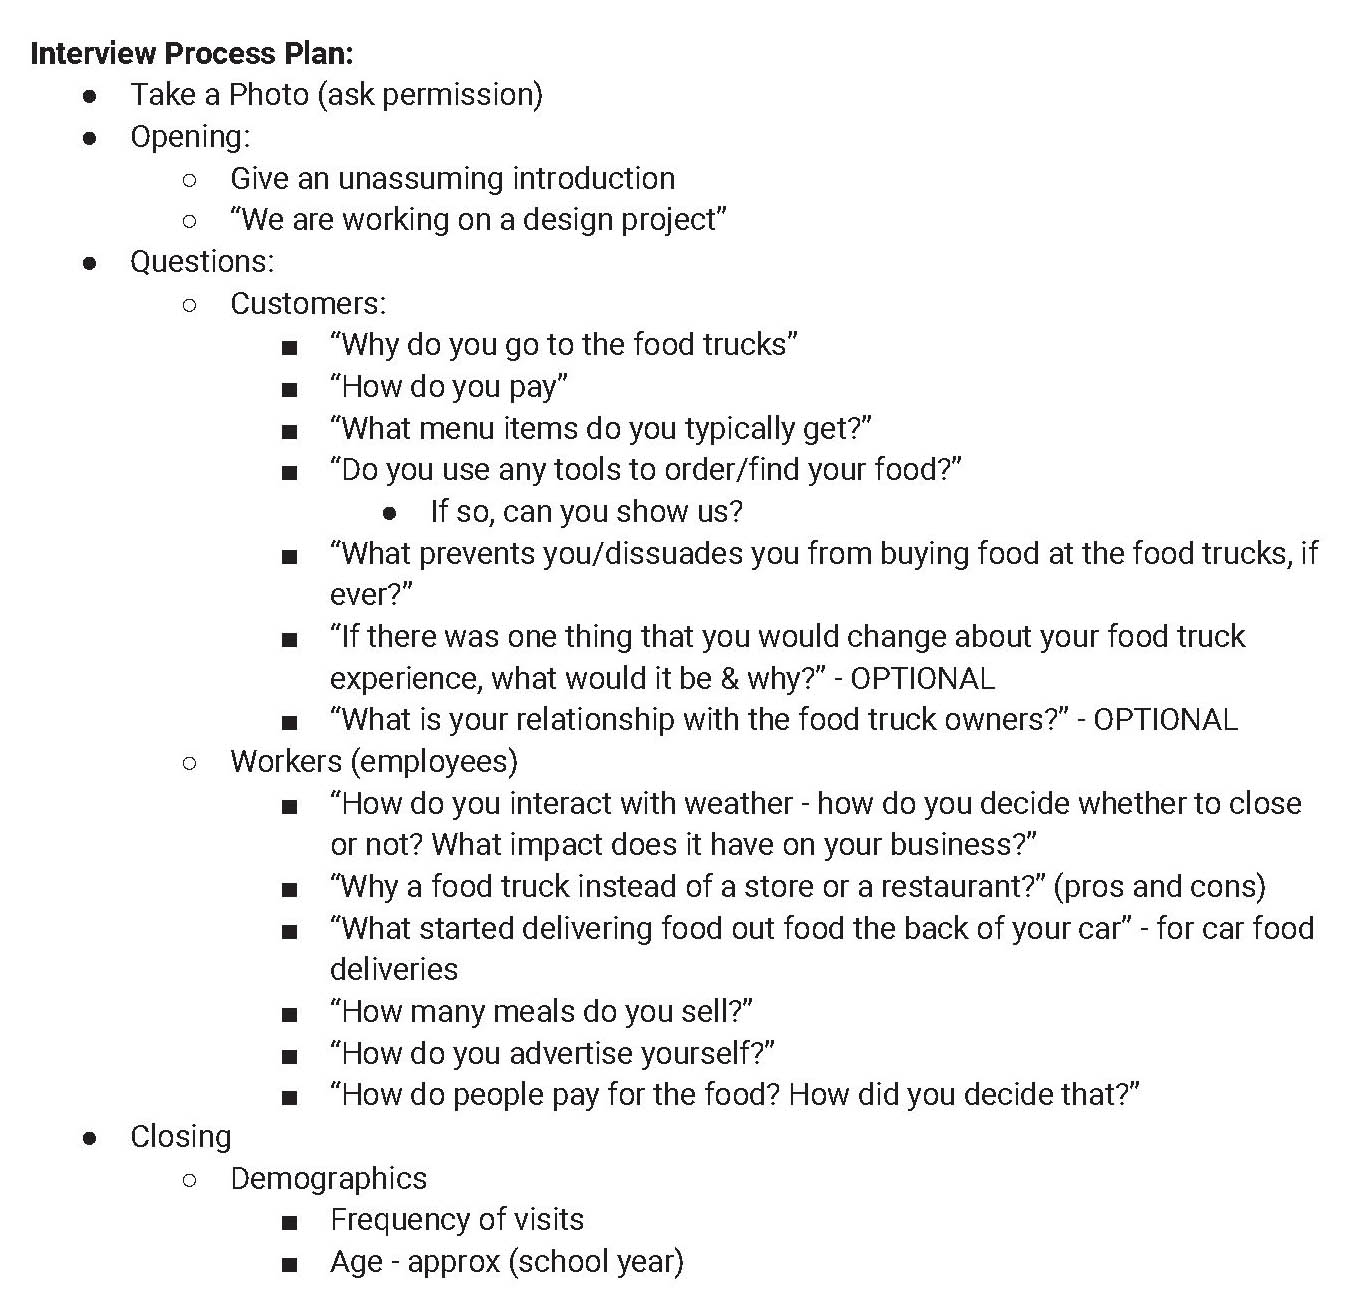 Interview Process Plan:
● Take a Photo (ask permission)
● Opening:
○ Give an unassuming introduction
○ “We are working on a design project”
● Questions:
○ Customers:
■ “Why do you go to the food trucks”
■ “How do you pay”
■ “What menu items do you typically get?”
■ “Do you use any tools to order/find your food?”
● If so, can you show us?
■ “What prevents you/dissuades you from buying food at the food trucks, if
ever?”
■ “If there was one thing that you would change about your food truck
experience, what would it be & why?” - OPTIONAL
■ “What is your relationship with the food truck owners?” - OPTIONAL
○ Workers (employees)
■ “How do you interact with weather - how do you decide whether to close
or not? What impact does it have on your business?”
■ “Why a food truck instead of a store or a restaurant?” (pros and cons)
■ “What started delivering food out food the back of your car” - for car food
deliveries
■ “How many meals do you sell?”
■ “How do you advertise yourself?”
■ “How do people pay for the food? How did you decide that?”
● Closing
○ Demographics
■ Frequency of visits
■ Age - approx (school year)